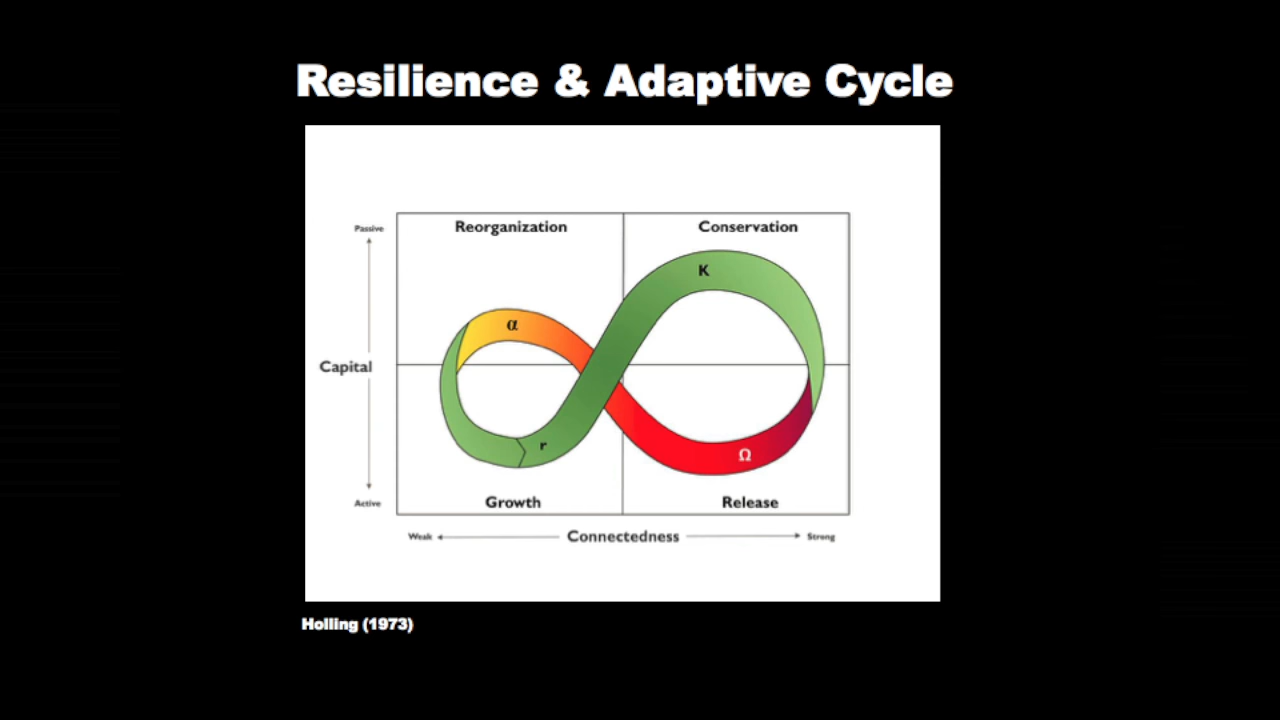 Resilience & Adaptive Cycle
Reorganization Conservation
Passive
K
α
Capital
r
Ω
Active
Growth Release
Weak Connectedness Strong
Holling (1973)